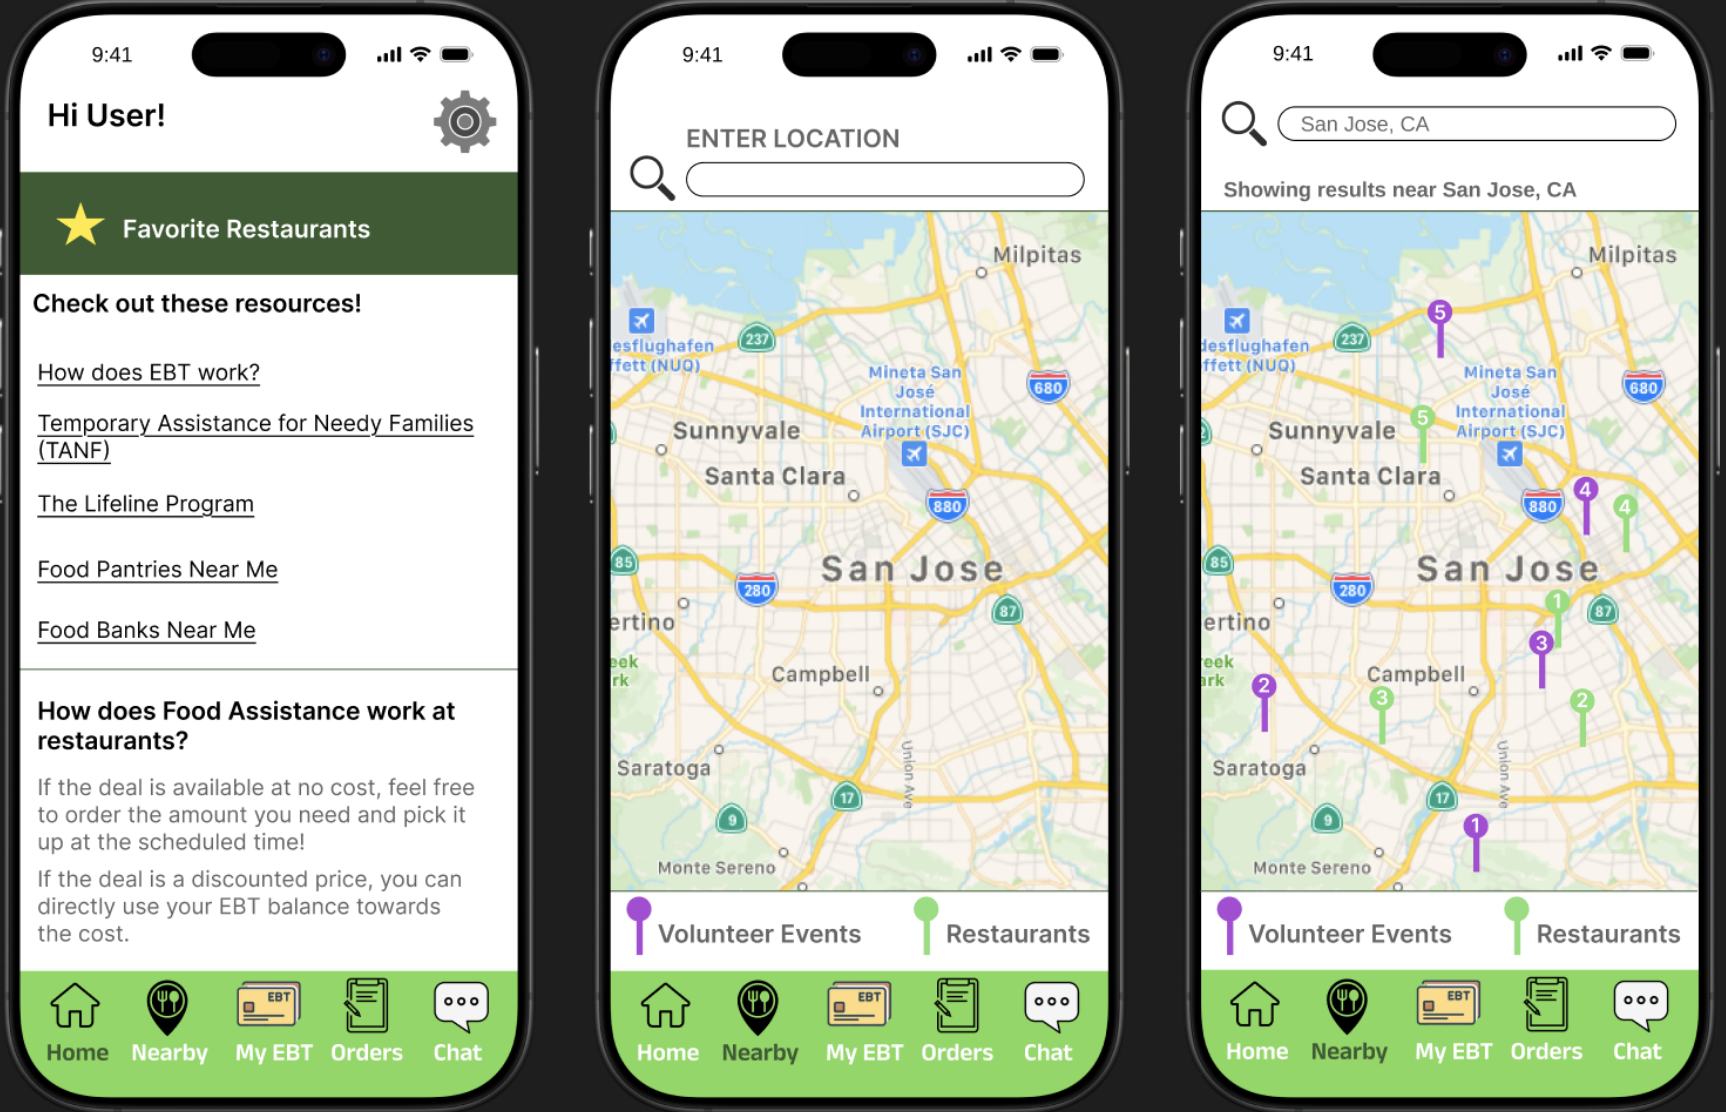 9:41
Hi User!
Favorite Restaurants
Check out these resources!
How does EBT work?
Temporary Assistance for Needy Families
(TANF)
The Lifeline Program
Food Pantries Near Me
Food Banks Near Me
How does Food Assistance work at
restaurants?
If the deal is available at no cost, feel free
to order the amount you need and pick it
up at the scheduled time!
If the deal is a discounted price, you can
directly use your EBT balance towards
the cost.
EBT
Home Nearby My EBT Orders Chat
9:41
ENTER LOCATION
Milpitas
237
esflughafen
ffett (NUQ)
Mineta San
José
International
Airport (SJC)
680
Sunnyvale
Santa Clara
880
San Jose
85
280
87
ertino
eek
rk
Campbell
Union Ave
Saratoga
17
9
Monte Sereno
Volunteer Events Restaurants
EBT
Home Nearby My EBT Orders Chat
9:41
San Jose, CA
Showing results near San Jose, CA
Milpitas
5
237
desflughafen
ffett (NUQ)
Mineta San
José
International
Airport (SJC)
680
5
Sunnyvale
Santa Clara
4
880
4
San Jose
85
280
1
87
ertino
3
reek
ark
Campbell
2
3
2
Union Ave
Saratoga
17
9
1
Monte Sereno
Volunteer Events Restaurants
EBT
Home Nearby My EBT Orders Chat